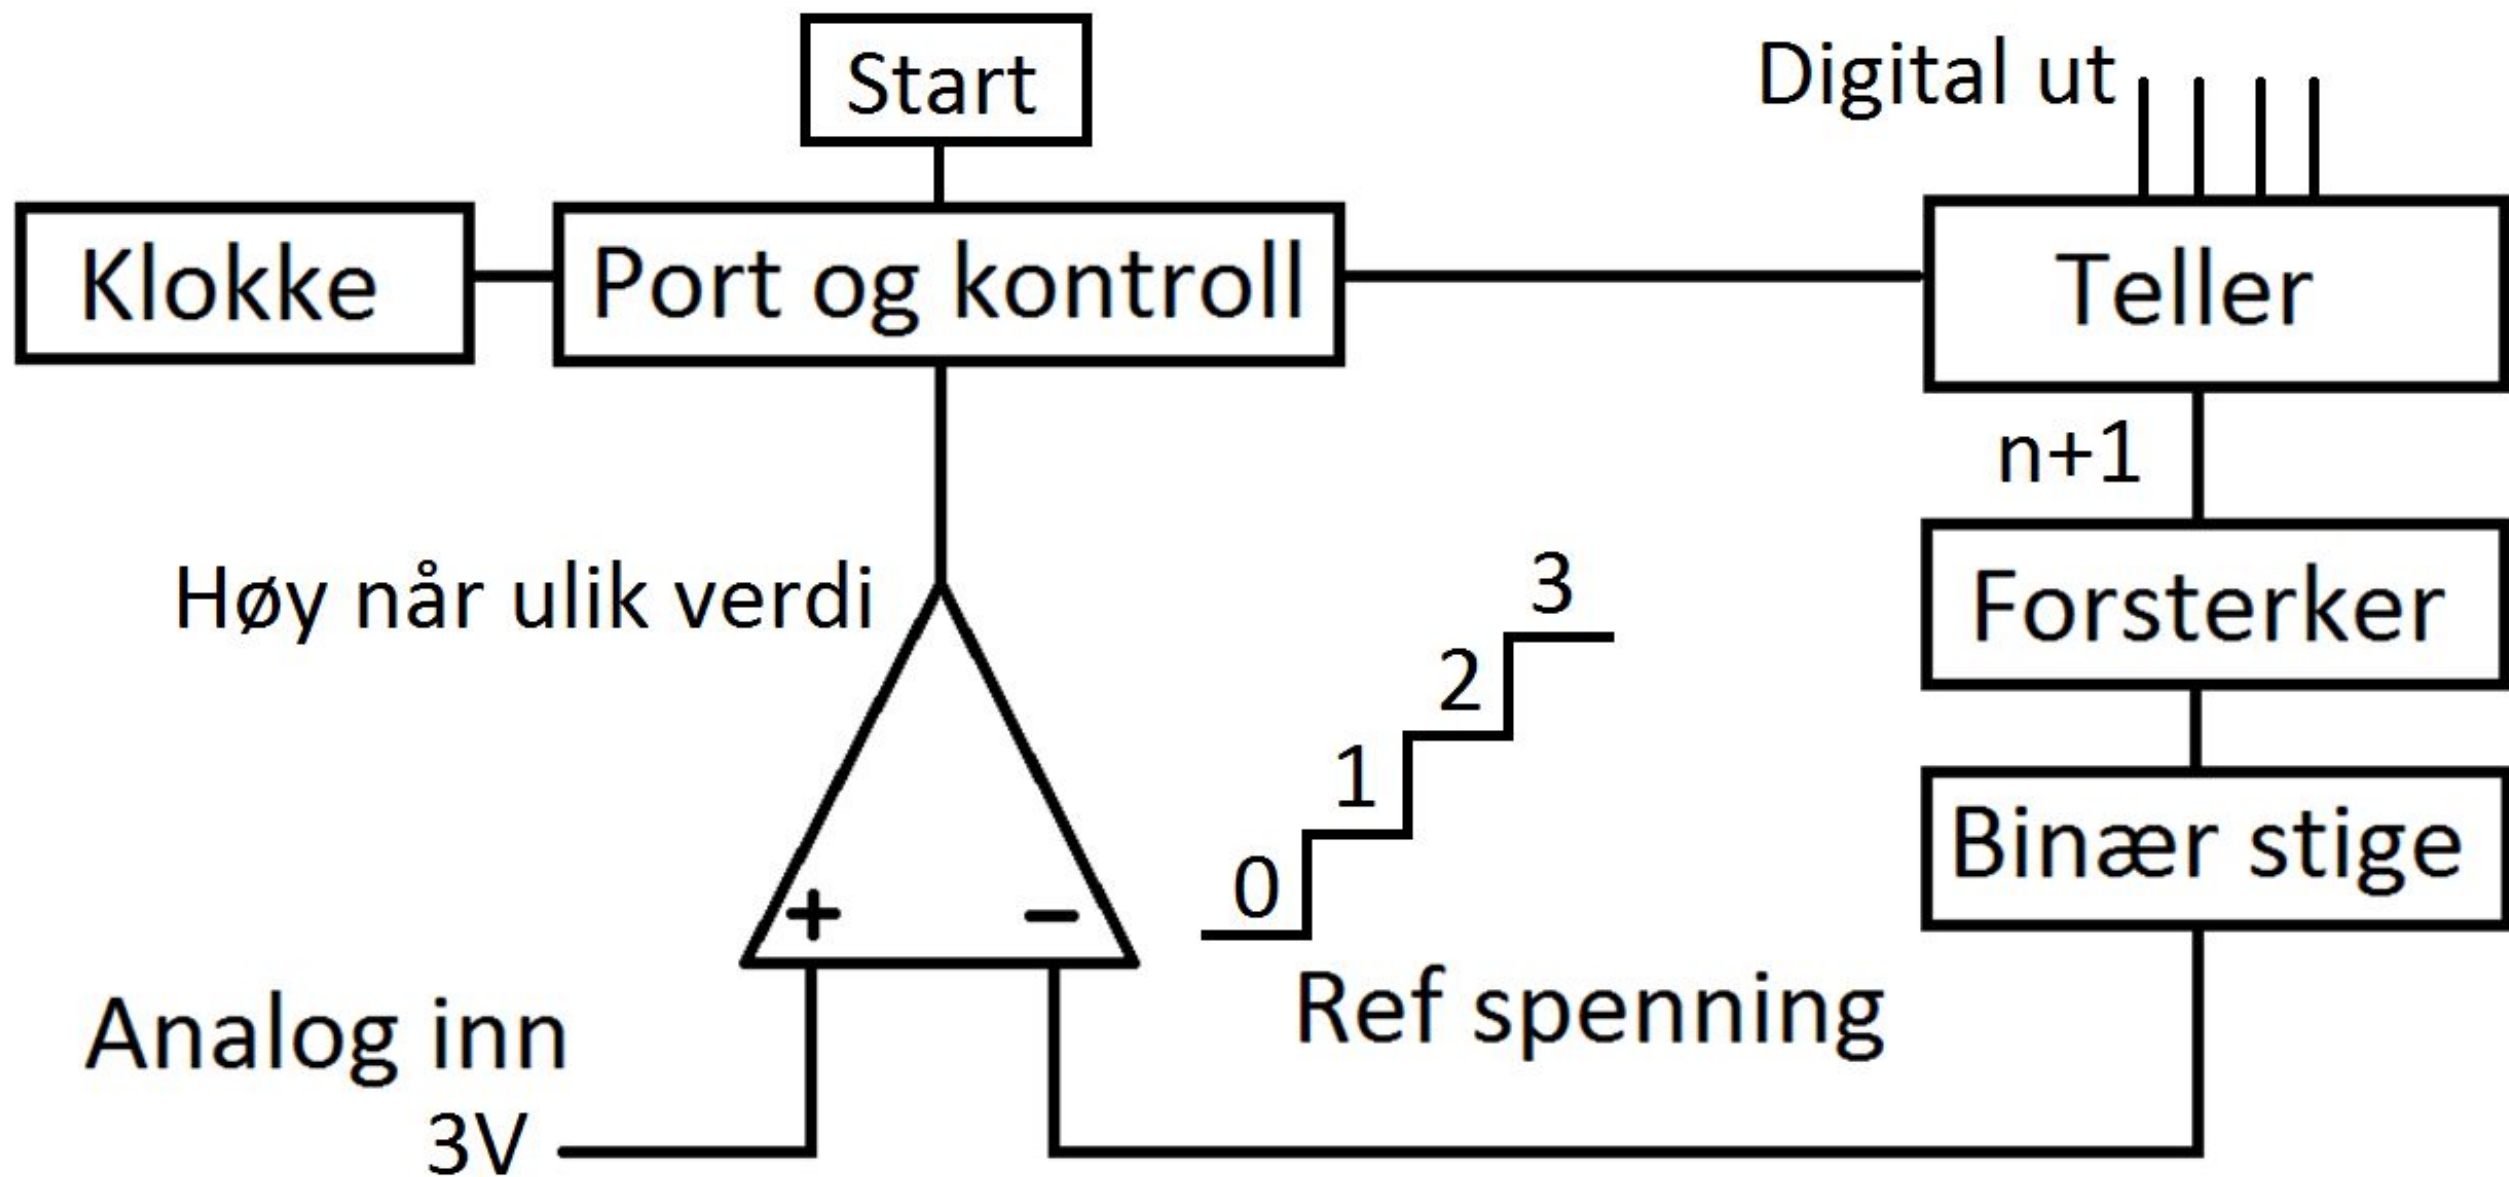 Start
Digital ut
Klokke
Port og kontroll
Teller
n+1
Høy når ulik verdi
Forsterker
3
2
1
0
Binær stige
+
−
Ref spenning
Analog inn
3V